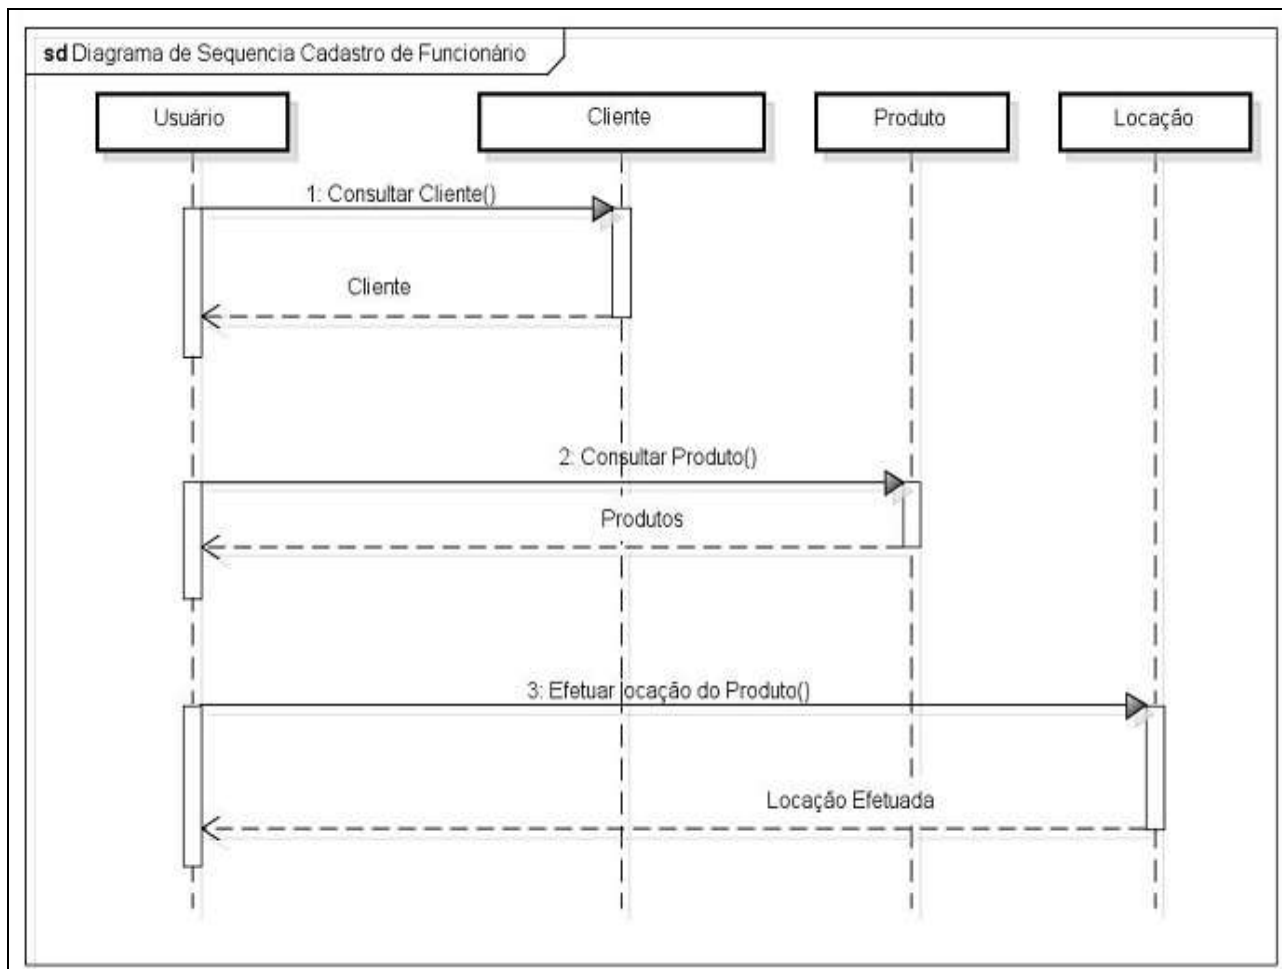 sd Diagrama de Sequencia Cadastro de Funcionário
Usuário
Cliente
Produto
Locação
1: Consultar Cliente()
Cliente
2: Consultar Produto()
Produtos
3: Efetuar locação do Produto()
Locação Efetuada